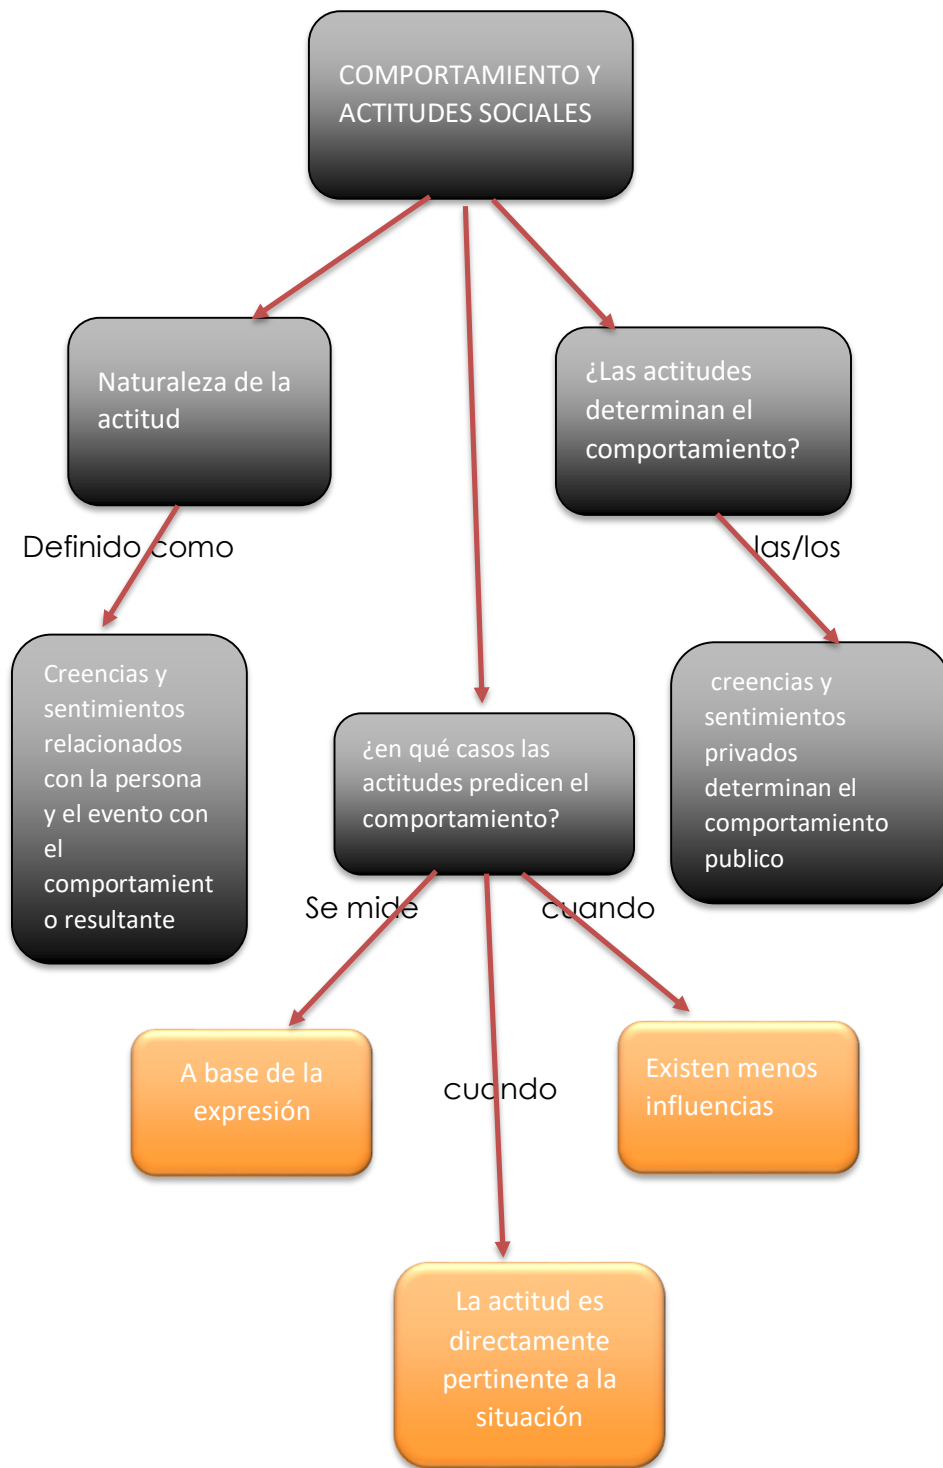 COMPORTAMIENTO Y
ACTITUDES SOCIALES
Naturaleza de la
actitud
¿Las actitudes
determinan el
comportamiento?
Definido como
las/los
Creencias y
sentimientos
relacionados
con la persona
y el evento con
el
comportamient
o resultante
¿en qué casos las
actitudes predicen el
comportamiento?
creencias y
sentimientos
privados
determinan el
comportamiento
publico
Se mide
cuando
A base de la
expresión
cuando
Existen menos
influencias
La actitud es
directamente
pertinente a la
situación